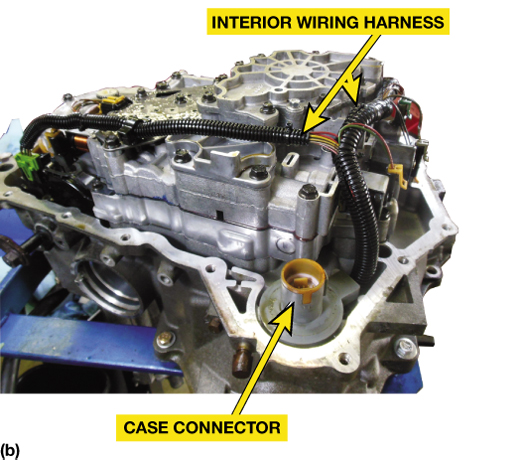 INTERIOR WIRING HARNESS
CASE CONNECTOR
(b)